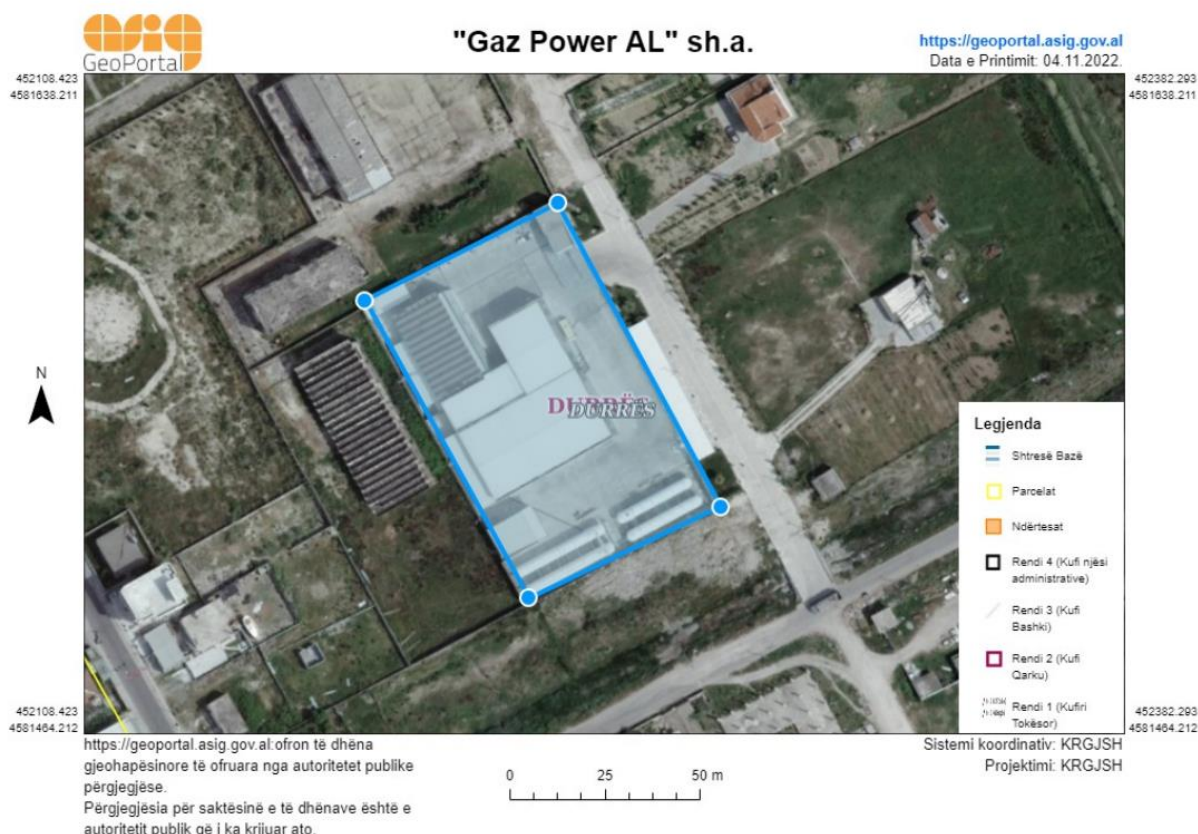 asig
GeoPortal
"Gaz Power AL" sh.a.
https://geoportal.asig.gov.al
Data e Printimit: 04.11.2022.
452108.423
4581638.211
452382.293
4581638.211
N
DURRËS
DURRËS
Legjenda
Shtresë Bazë
Parcelat
Ndërtesat
Rendi 4 (Kufi njësi
administrative)
Rendi 3 (Kufi
Bashki)
Rendi 2 (Kufi
Qarku)
Rendi 1 (Kufiri
Tokësor)
452108.423
4581464.212
452382.293
4581464.212
https://geoportal.asig.gov.al:ofron të dhëna
gjeohapësinore të ofruara nga autoritetet publike
përgjegjëse.
Përgjegjësia për saktësinë e të dhënave është e
autoritetit publik që i ka krijuar ato.
0 25 50 m
Sistemi koordinativ: KRGJSH
Projektimi: KRGJSH